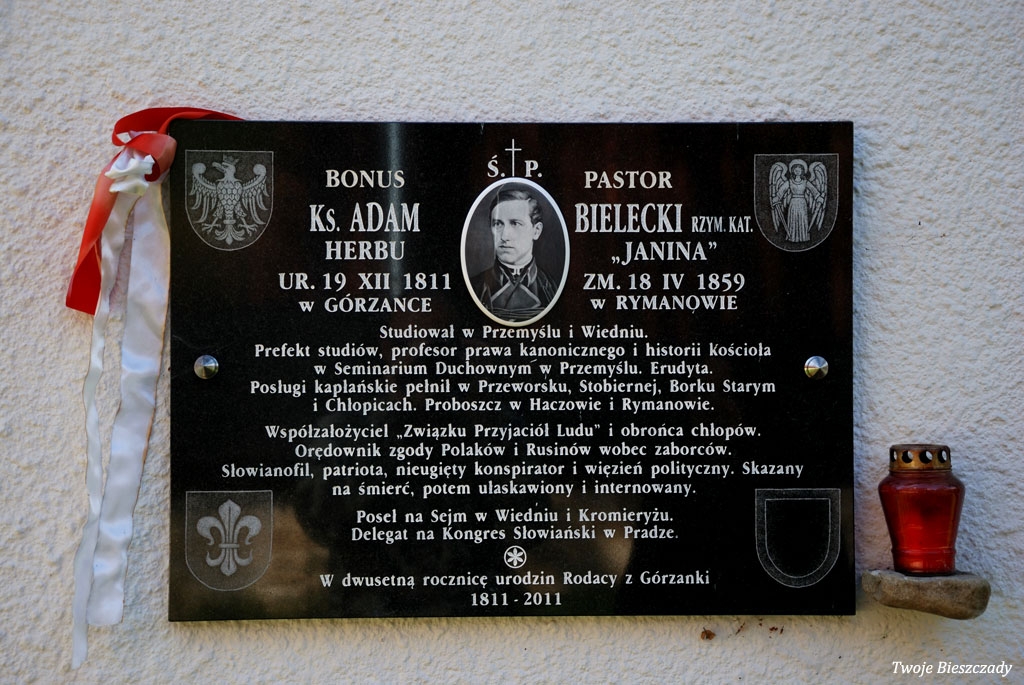 Ś. P.
BONUS PASTOR
Ks. ADAM BIELECKI RZYM. KAT.
HERBU „JANINA”
UR. 19 XII 1811 ZM. 18 IV 1859
w GÓRZANCE w RYMANOWIE
Studiował w Przemyślu i Wiedniu.
Prefekt studiów, profesor prawa kanonicznego i historii kościoła
w Seminarium Duchownym w Przemyślu. Erudyta.
Posługi kapłańskie pełnił w Przeworsku, Stobiernej, Borku Starym
i Chłopicach. Proboszcz w Haczowie i Rymanowie.
Współzałożyciel „Związku Przyjaciół Ludu” i obrońca chłopów.
Orędownik zgody Polaków i Rusinów wobec zaborców.
Słowianofil, patriota, nieugięty konspirator i więzień polityczny. Skazany
na śmierć, potem ułaskawiony i internowany.
Poseł na Sejm w Wiedniu i Kromieryżu.
Delegat na Kongres Słowiański w Pradze.
W dwusetną rocznicę urodzin Rodacy z Górzanki
1811 - 2011
Twoje Bieszczady